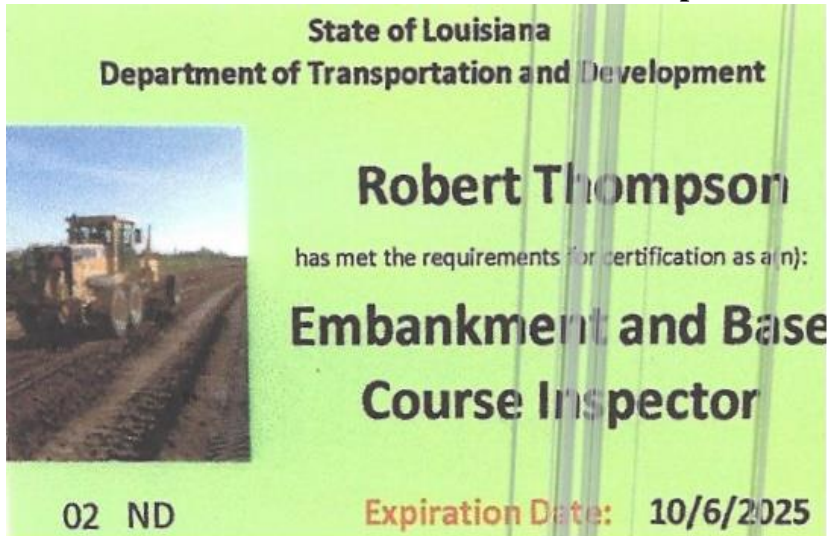 State of Louisiana
Department of Transportation and Development
Robert Thompson
has met the requirements for certification as a(n):
Embankment and Base
Course Inspector
02 ND
Expiration Date: 10/6/2025